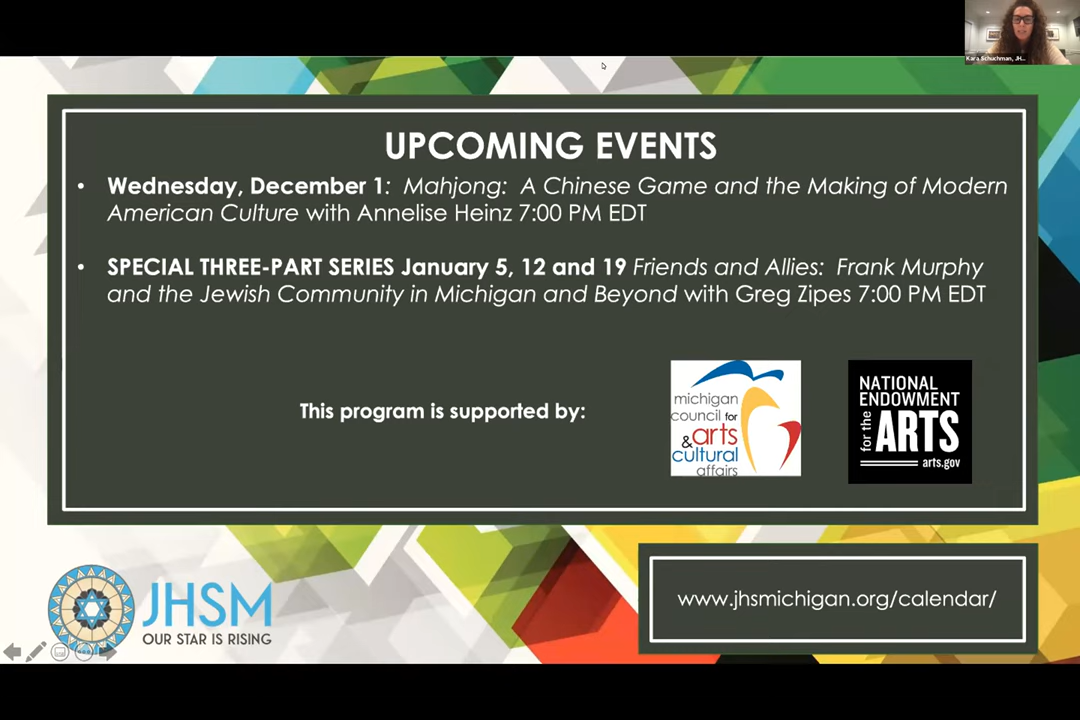 Kara Schuchman, JH...
UPCOMING EVENTS
• Wednesday, December 1: Mahjong: A Chinese Game and the Making of Modern
American Culture with Annelise Heinz 7:00 PM EDT
• SPECIAL THREE-PART SERIES January 5, 12 and 19 Friends and Allies: Frank Murphy
and the Jewish Community in Michigan and Beyond with Greg Zipes 7:00 PM EDT
This program is supported by:
michigan
council for
&arts
cultural
affairs
NATIONAL
ENDOWMENT
for the
ARTS
arts.gov
JHSM
OUR STAR IS RISING
www.jhsmichigan.org/calendar/